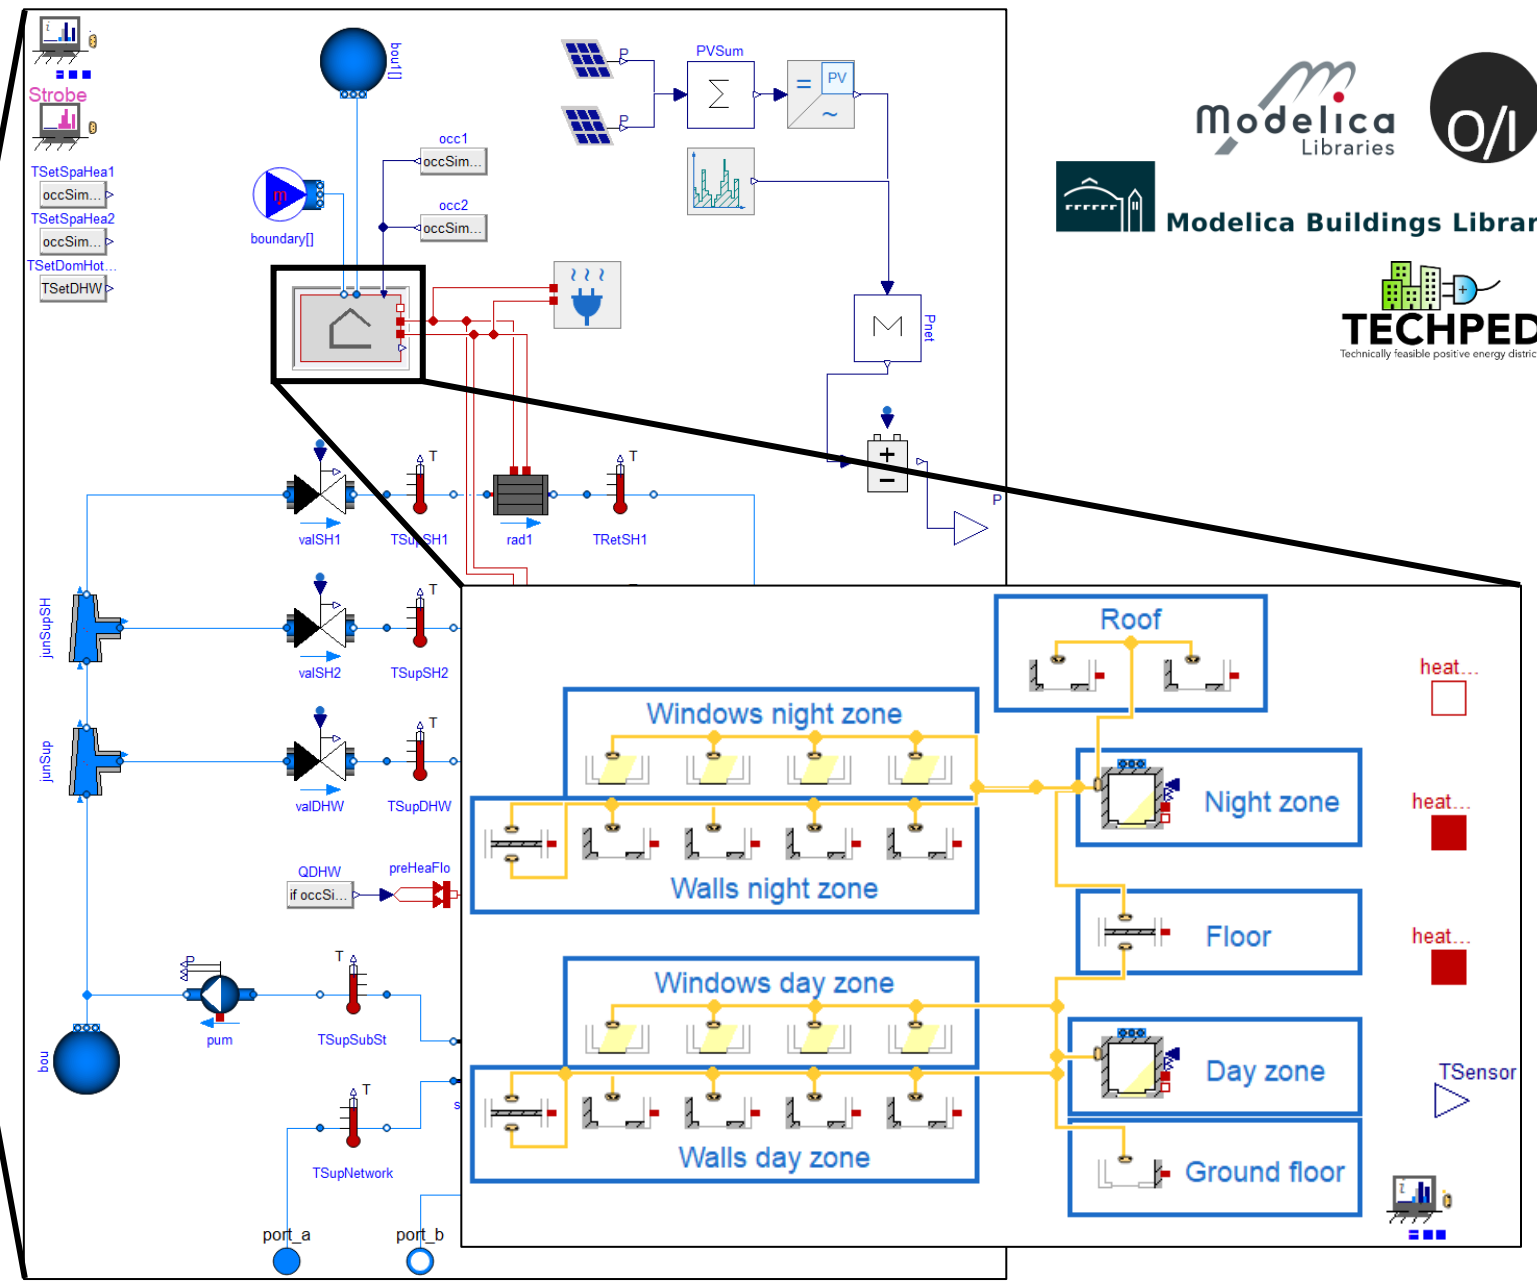 Strobe
TSetSpaHea1
occSim...
TSetSpaHea2
occSim...
TSetDomHot...
TSetDHW
bou1[]
m
boundary[]
occ1
occSim...
occ2
occSim...
P
P
PVSum
Σ
= PV
~
M
Pnet
+
−
P
T
T
valSH1
TSupSH1
rad1
TRetSH1
junSupSH
T
valSH2
TSupSH2
junSup
T
valDHW
TSupDHW
QDHW
if occSi...
preHeaFlo
P
pum
T
TSupSubSt
bou
T
s
TSupNetwork
port_a
port_b
Modelica
Libraries
O/I
Modelica Buildings Librar
TECHPED
Technically feasible positive energy distric
Roof
Windows night zone
Walls night zone
Night zone
Floor
Windows day zone
Walls day zone
Day zone
Ground floor
heat...
heat...
heat...
TSensor